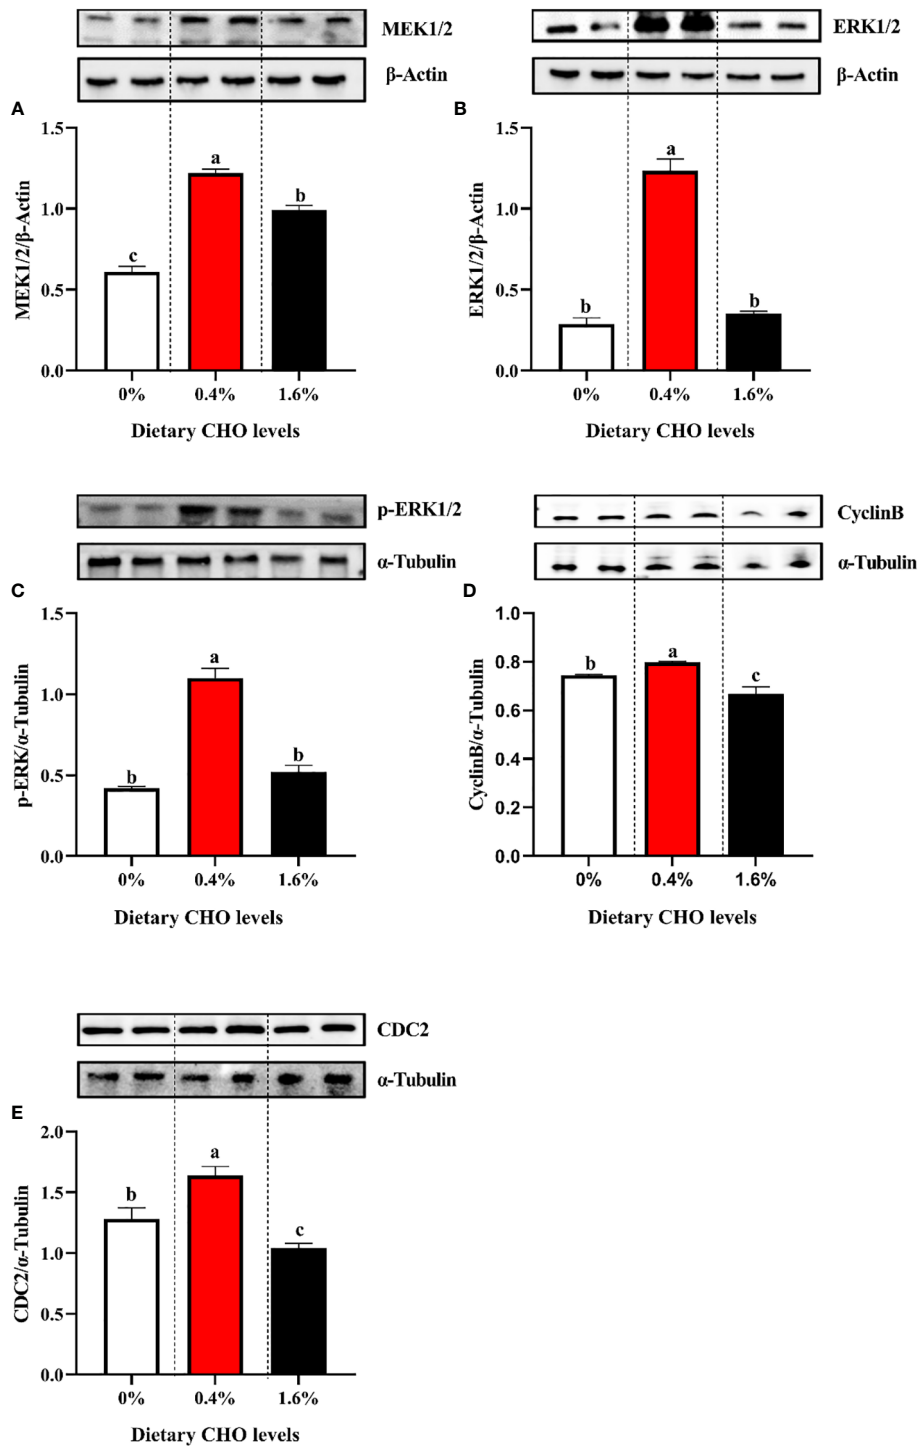 MEK1/2
β-Actin
A
1.5
a
b
1.0
c
0.5
0.0
MEK1/2/β-Actin
0% 0.4% 1.6%
Dietary CHO levels
ERK1/2
β-Actin
B
1.5
a
1.0
0.5
b
b
0.0
ERK1/2/β-Actin
0% 0.4% 1.6%
Dietary CHO levels
p-ERK1/2
α-Tubulin
C
1.5
a
1.0
b
b
0.5
0.0
p-ERK/α-Tubulin
0% 0.4% 1.6%
Dietary CHO levels
CyclinB
α-Tubulin
D
1.0
0.8
b
a
c
0.6
0.4
0.2
0.0
CyclinB/α-Tubulin
0% 0.4% 1.6%
Dietary CHO levels
CDC2
α-Tubulin
E
2.0
a
1.5
b
c
1.0
0.5
0.0
CDC2/α-Tubulin
0% 0.4% 1.6%
Dietary CHO levels